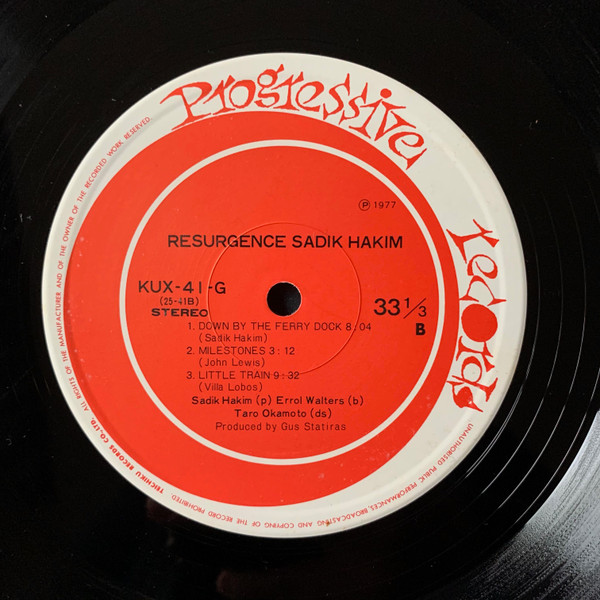 Progressive
records
℗ 1977
RESURGENCE SADIK HAKIM
KUX-41-G
(25-41B)
STEREO
33 1/3
B
1. DOWN BY THE FERRY DOCK 8:04
(Saitik Hakim)
2. MILESTONES 3:12
(John Lewis)
3. LITTLE TRAIN 9:32
(Villa Lobos)
Sadik Hakim (p) Errol Walters (b)
Taro Okamoto (ds)
Produced by Gus Statiras
TEICHIKU RECORDS CO., LTD. ALL RIGHTS OF THE MANUFACTURER AND OF THE OWNER OF THE RECORDED WORK RESERVED.
UNAUTHORISED PUBLIC PERFORMANCES, BROADCASTING AND COPYING OF THE RECORD PROHIBITED.